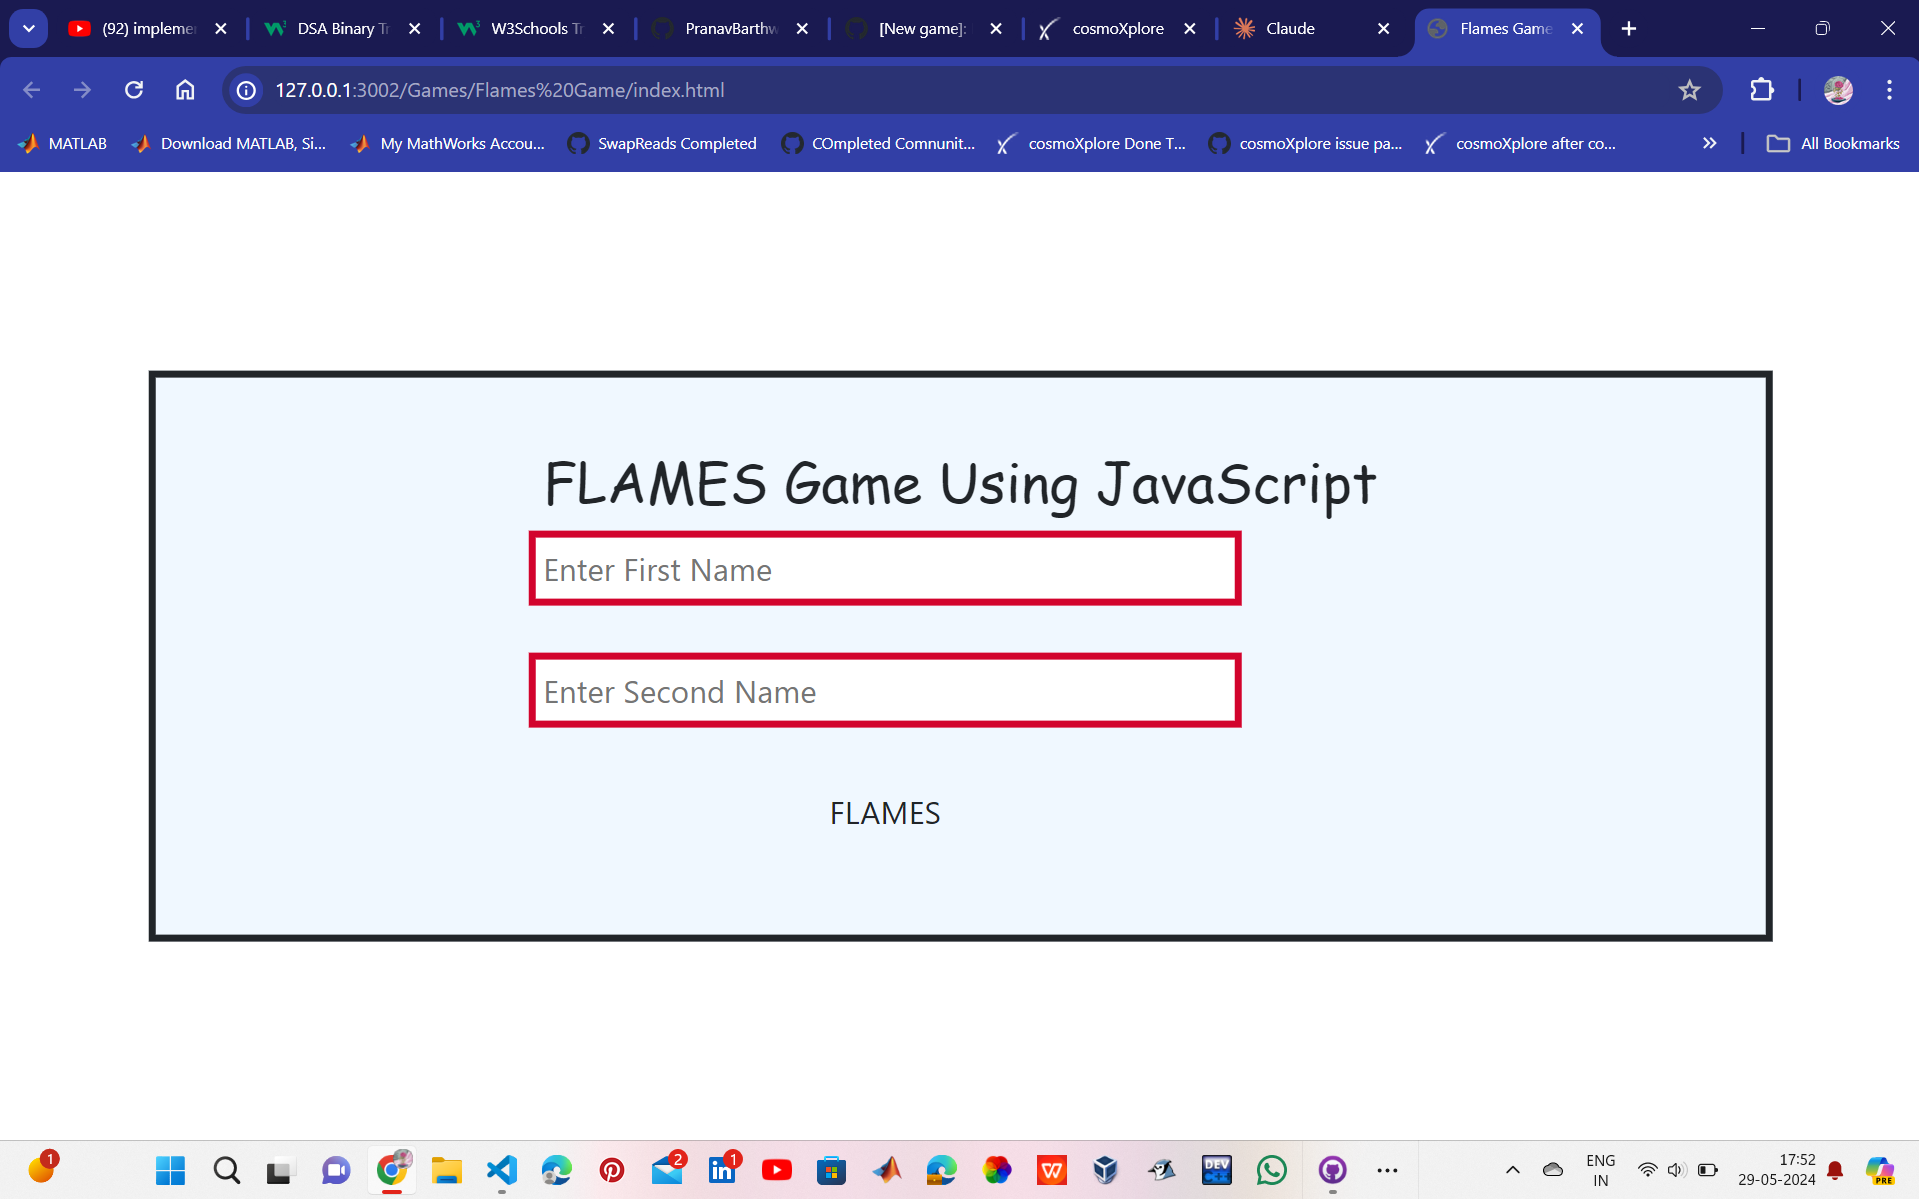 (92) implemen
DSA Binary Tr
W3Schools Tr
PranavBarthw
[New game]:
cosmoXplore
Claude
Flames Game
127.0.0.1:3002/Games/Flames%20Game/index.html
MATLAB
Download MATLAB, Si...
My MathWorks Accou...
SwapReads Completed
COmpleted Comnunit...
cosmoXplore Done T...
cosmoXplore issue pa...
cosmoXplore after co...
All Bookmarks
FLAMES Game Using JavaScript
Enter First Name
Enter Second Name
FLAMES
1
2
1
DEV
C++
ENG
IN
17:52
29-05-2024
PRE